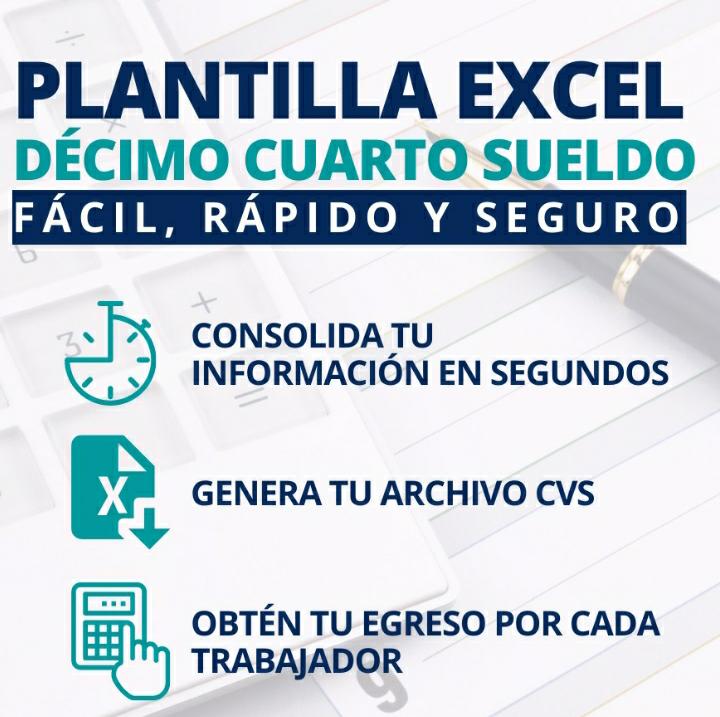 PLANTILLA EXCEL
DÉCIMO CUARTO SUELDO
FÁCIL, RÁPIDO Y SEGURO
CONSOLIDA TU
INFORMACIÓN EN SEGUNDOS
X
GENERA TU ARCHIVO CVS
OBTÉN TU EGRESO POR CADA
TRABAJADOR